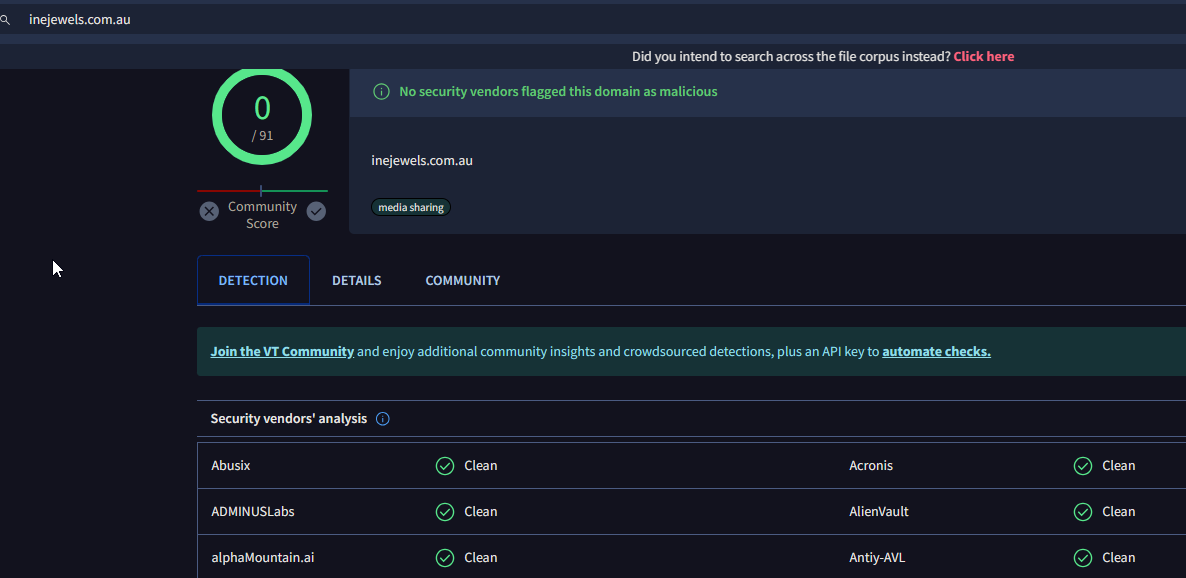 inejewels.com.au
Did you intend to search across the file corpus instead? Click here
0
/ 91
Community
Score
No security vendors flagged this domain as malicious
inejewels.com.au
media sharing
DETECTION DETAILS COMMUNITY
Join the VT Community and enjoy additional community insights and crowdsourced detections, plus an API key to automate checks.
Security vendors' analysis
Abusix Clean Acronis Clean
ADMINUSLabs Clean AlienVault Clean
alphaMountain.ai Clean Antiy-AVL Clean